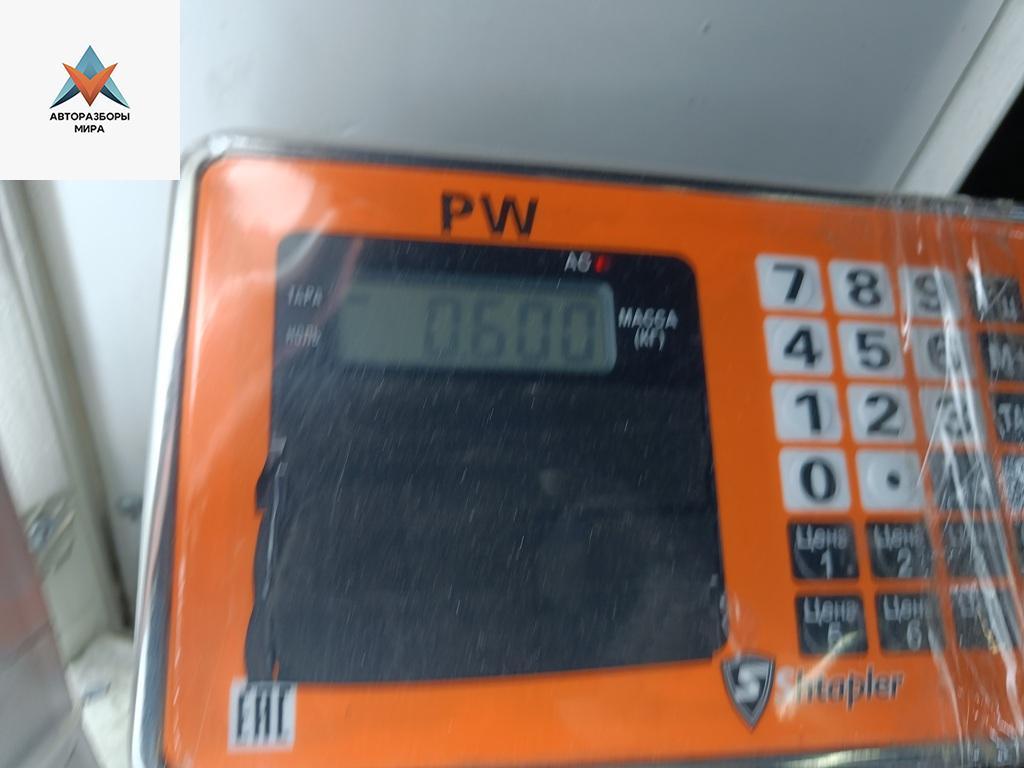 АВТОРАЗБОРЫ
МИРА
PW
ТАРА
НОЛЬ
0.600
МАССА
(КГ)
7 8 9
4 5 6
1 2 3
0 .
Цена 1 Цена 2
Цена 5 Цена 6
Shtapler
ЕАС